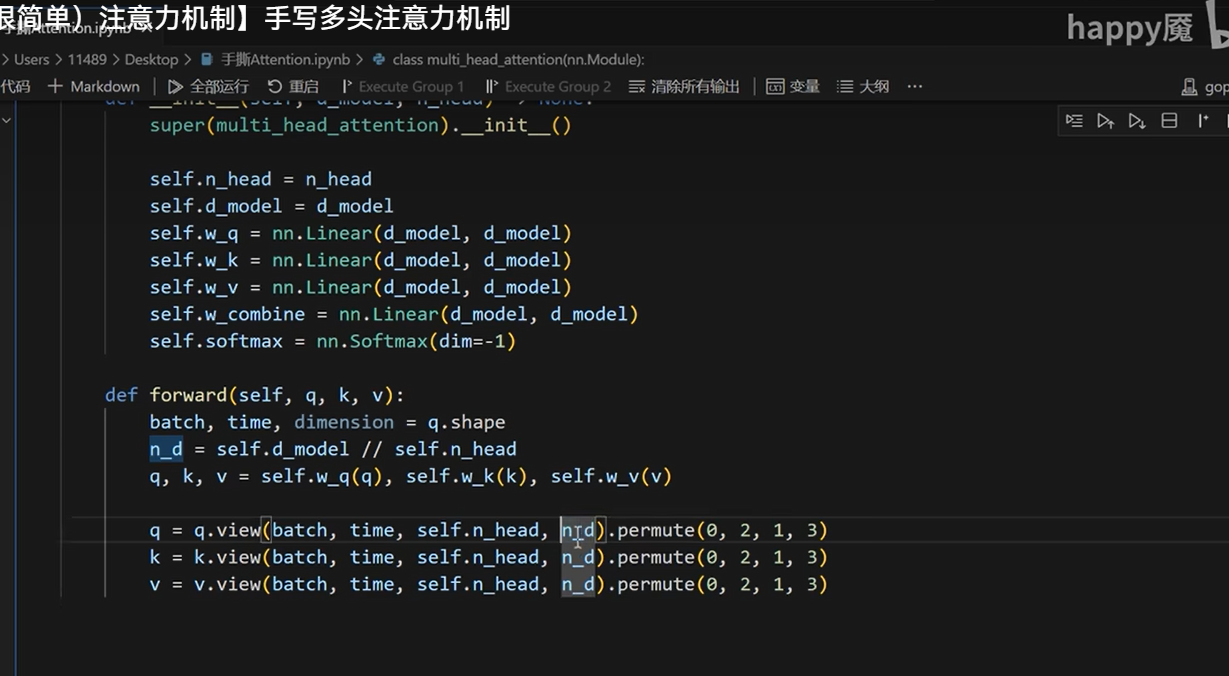 很简单）注意力机制】手写多头注意力机制
happy魇
手撕Attention.ipynb
> Users > 11489 > Desktop > 手撕Attention.ipynb > class multi_head_attention(nn.Module):
代码 + Markdown 全部运行 重启 Execute Group 1 Execute Group 2 清除所有输出 变量 大纲 ···
def __init__(self, d_model, n_head) -> None:
super(multi_head_attention).__init__()
self.n_head = n_head
self.d_model = d_model
self.w_q = nn.Linear(d_model, d_model)
self.w_k = nn.Linear(d_model, d_model)
self.w_v = nn.Linear(d_model, d_model)
self.w_combine = nn.Linear(d_model, d_model)
self.softmax = nn.Softmax(dim=-1)
def forward(self, q, k, v):
batch, time, dimension = q.shape
n_d = self.d_model // self.n_head
q, k, v = self.w_q(q), self.w_k(k), self.w_v(v)
q = q.view(batch, time, self.n_head, n_d).permute(0, 2, 1, 3)
k = k.view(batch, time, self.n_head, n_d).permute(0, 2, 1, 3)
v = v.view(batch, time, self.n_head, n_d).permute(0, 2, 1, 3)